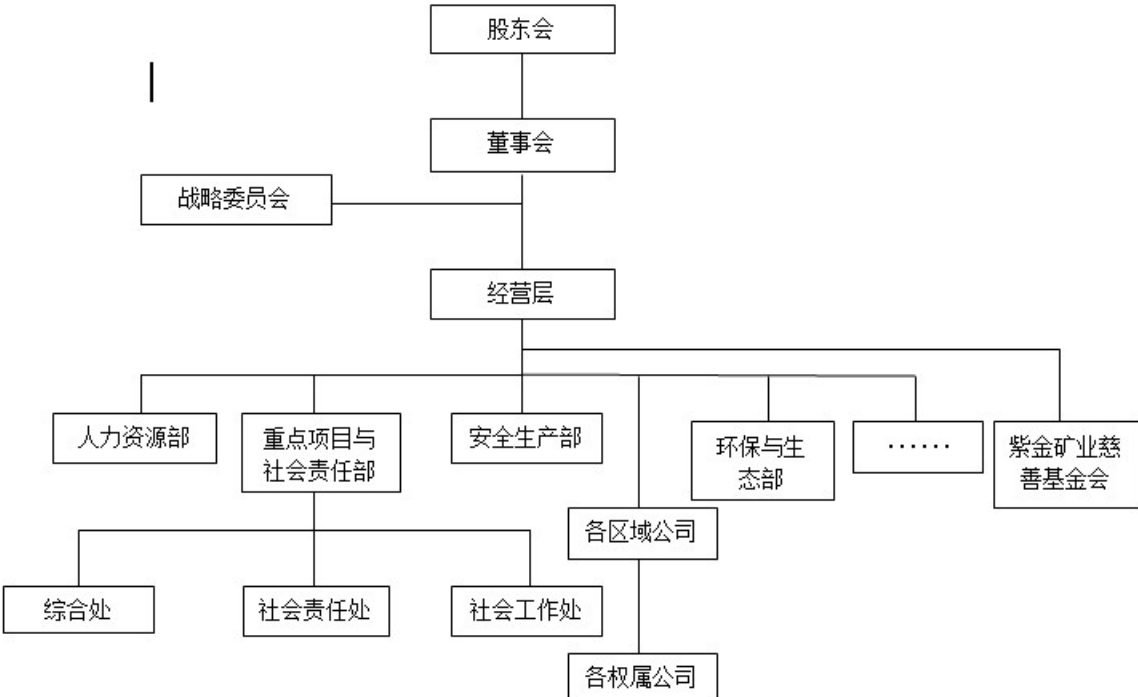 股东会
董事会
战略委员会
经营层
人力资源部
重点项目与
社会责任部
安全生产部
环保与生
态部
······
紫金矿业慈
善基金会
各区域公司
综合处
社会责任处
社会工作处
各权属公司